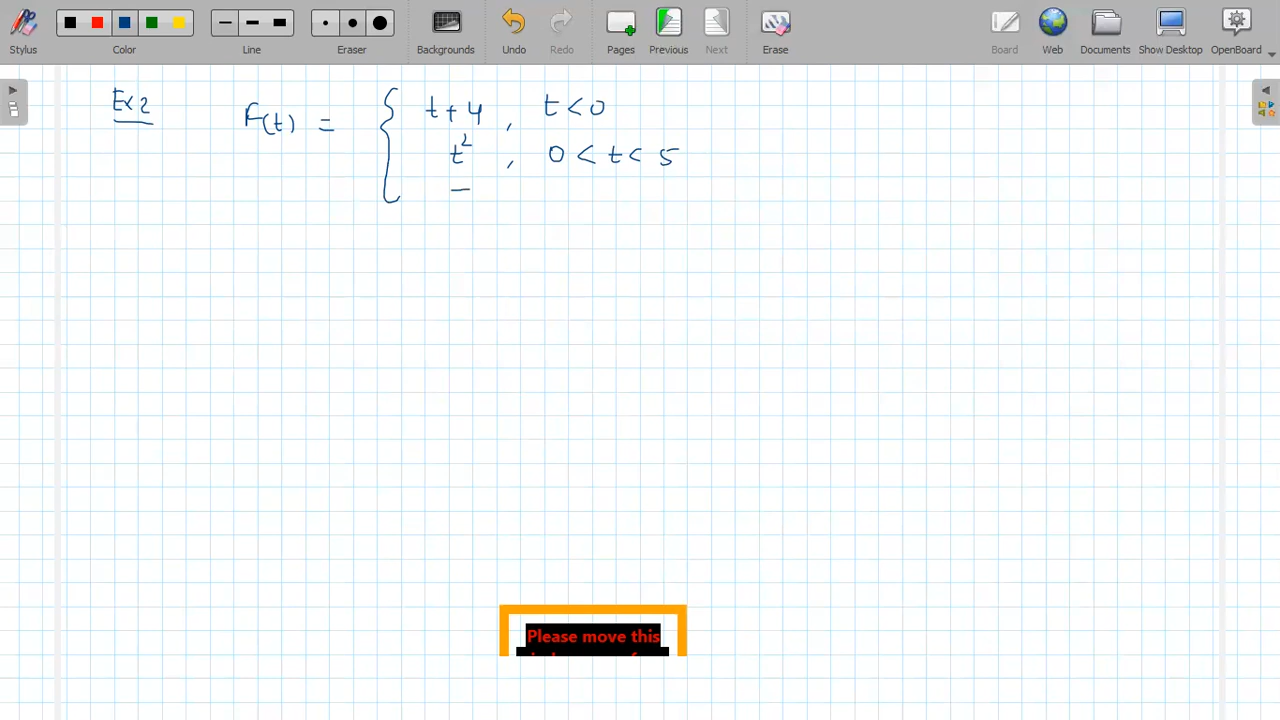 Stylus Color Line Eraser Backgrounds Undo Redo Pages Previous Next Erase Board Web Documents Show Desktop OpenBoard
Ex 2 F(t) = { t + 4 , t < 0
t² , 0 < t < 5
—
Please move this